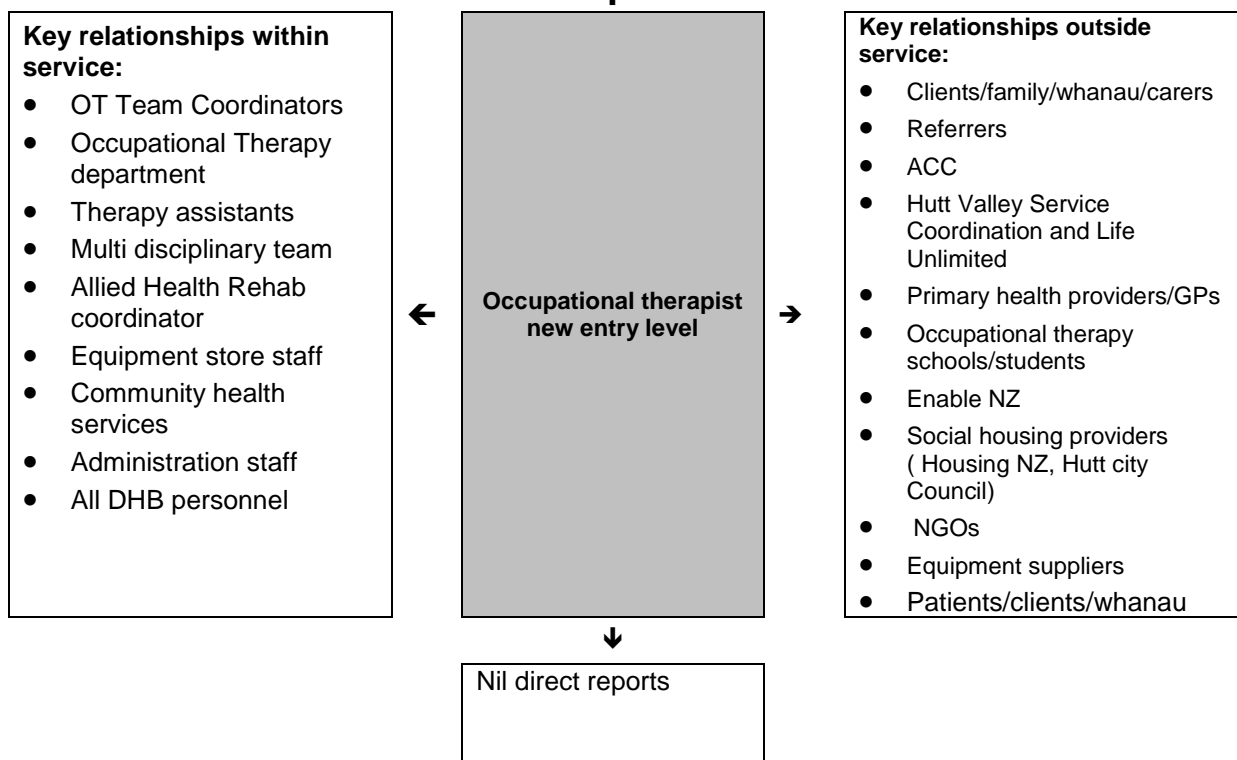 Key relationships within
service:
● OT Team Coordinators
● Occupational Therapy
department
● Therapy assistants
● Multi disciplinary team
● Allied Health Rehab
coordinator
● Equipment store staff
● Community health
services
● Administration staff
● All DHB personnel
🡸
Occupational therapist
new entry level
➔
Key relationships outside
service:
● Clients/family/whanau/carers
● Referrers
● ACC
● Hutt Valley Service
Coordination and Life
Unlimited
● Primary health providers/GPs
● Occupational therapy
schools/students
● Enable NZ
● Social housing providers
( Housing NZ, Hutt city
Council)
● NGOs
● Equipment suppliers
● Patients/clients/whanau
🡻
Nil direct reports